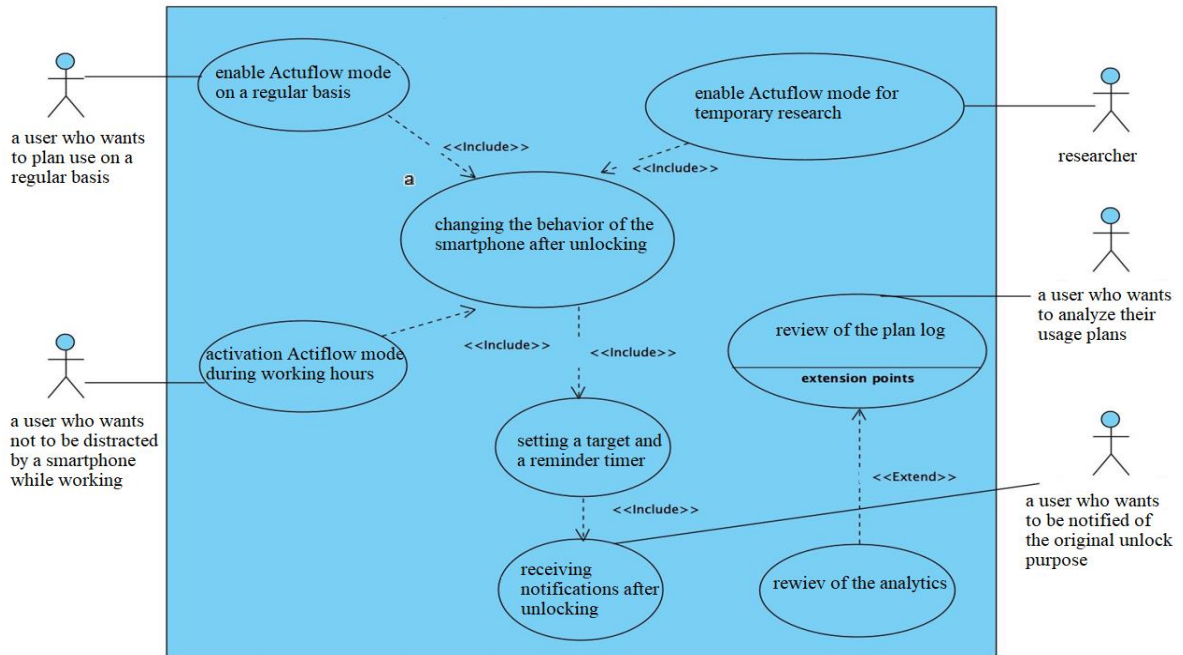 enable Actuflow mode
on a regular basis
enable Actuflow mode for
temporary research
a user who wants
to plan use on a
regular basis
researcher
<<Include>>
<<Include>>
a
changing the behavior of the
smartphone after unlocking
a user who wants
to analyze their
usage plans
review of the plan log
extension points
activation Actiflow mode
during working hours
<<Include>>
<<Include>>
a user who wants
not to be distracted
by a smartphone
while working
setting a target and
a reminder timer
<<Extend>>
<<Include>>
a user who wants
to be notified of
the original unlock
purpose
receiving
notifications after
unlocking
rewiev of the analytics